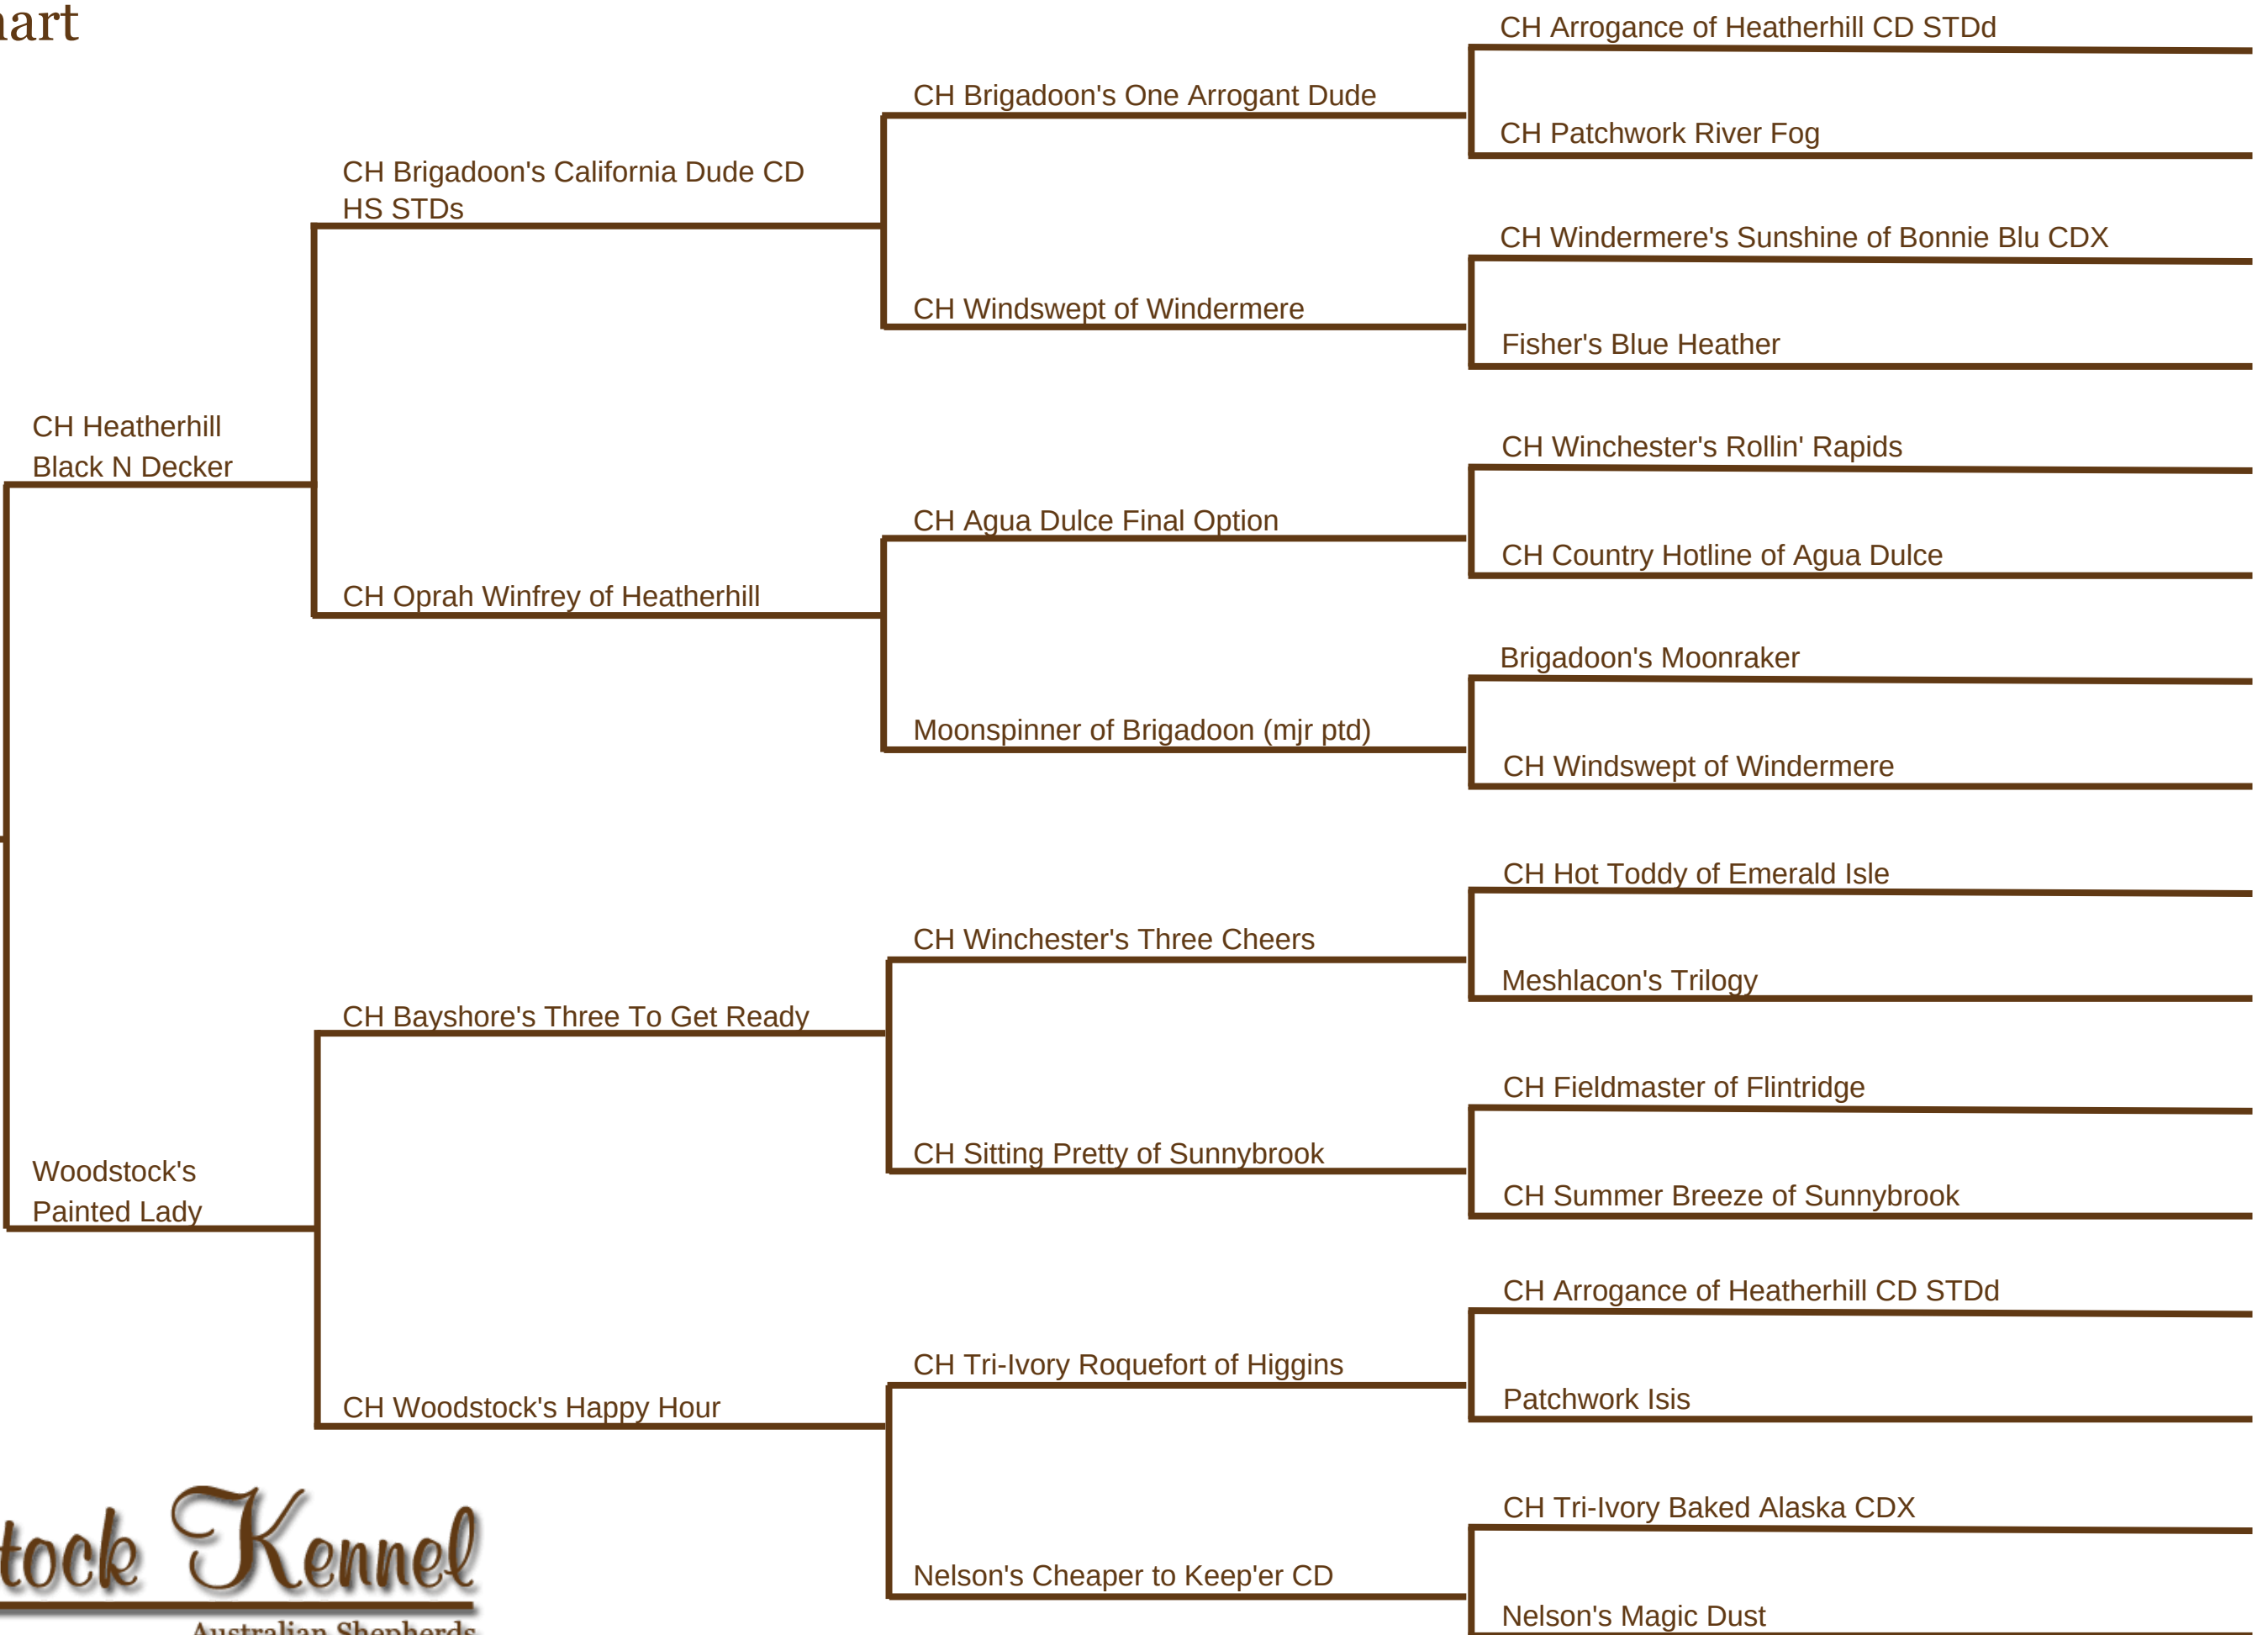 CH Arrogance of Heatherhill CD STDd
CH Brigadoon's One Arrogant Dude
CH Patchwork River Fog
CH Brigadoon's California Dude CD
HS STDs
CH Windermere's Sunshine of Bonnie Blu CDX
CH Windswept of Windermere
Fisher's Blue Heather
CH Heatherhill
Black N Decker
CH Winchester's Rollin' Rapids
CH Agua Dulce Final Option
CH Country Hotline of Agua Dulce
CH Oprah Winfrey of Heatherhill
Brigadoon's Moonraker
Moonspinner of Brigadoon (mjr ptd)
CH Windswept of Windermere
CH Hot Toddy of Emerald Isle
CH Winchester's Three Cheers
Meshlacon's Trilogy
CH Bayshore's Three To Get Ready
CH Fieldmaster of Flintridge
CH Sitting Pretty of Sunnybrook
Woodstock's
Painted Lady
CH Summer Breeze of Sunnybrook
CH Arrogance of Heatherhill CD STDd
CH Tri-Ivory Roquefort of Higgins
Patchwork Isis
CH Woodstock's Happy Hour
CH Tri-Ivory Baked Alaska CDX
Nelson's Cheaper to Keep'er CD
Nelson's Magic Dust
tock Kennel
Australian Shepherds